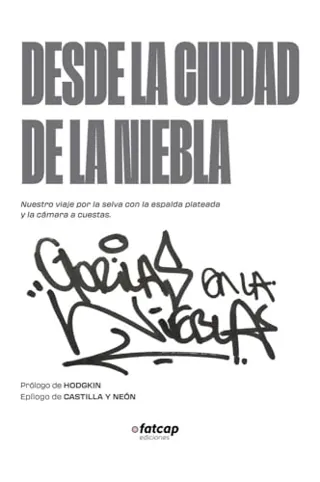 DESDE LA CIUDAD
DE LA NIEBLA
Nuestro viaje por la selva con la espalda plateada
y la cámara a cuestas.
GORILAS EN LA
NIEBLA
Prólogo de HODGKIN
Epílogo de CASTILLA Y NEÓN
fatcap
ediciones